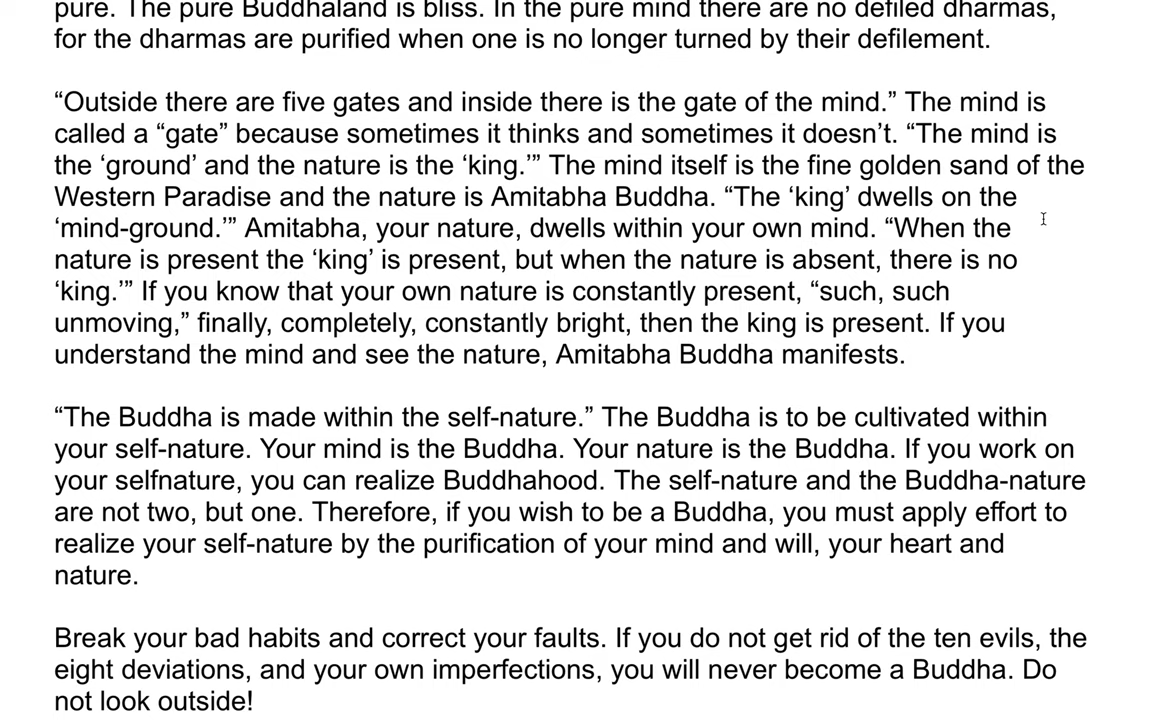 pure. The pure Buddhaland is bliss. In the pure mind there are no defiled dharmas,
for the dharmas are purified when one is no longer turned by their defilement.
“Outside there are five gates and inside there is the gate of the mind.” The mind is
called a “gate” because sometimes it thinks and sometimes it doesn’t. “The mind is
the ‘ground’ and the nature is the ‘king.’” The mind itself is the fine golden sand of the
Western Paradise and the nature is Amitabha Buddha. “The ‘king’ dwells on the
‘mind-ground.’” Amitabha, your nature, dwells within your own mind. “When the
nature is present the ‘king’ is present, but when the nature is absent, there is no
‘king.’” If you know that your own nature is constantly present, “such, such
unmoving,” finally, completely, constantly bright, then the king is present. If you
understand the mind and see the nature, Amitabha Buddha manifests.
“The Buddha is made within the self-nature.” The Buddha is to be cultivated within
your self-nature. Your mind is the Buddha. Your nature is the Buddha. If you work on
your selfnature, you can realize Buddhahood. The self-nature and the Buddha-nature
are not two, but one. Therefore, if you wish to be a Buddha, you must apply effort to
realize your self-nature by the purification of your mind and will, your heart and
nature.
Break your bad habits and correct your faults. If you do not get rid of the ten evils, the
eight deviations, and your own imperfections, you will never become a Buddha. Do
not look outside!